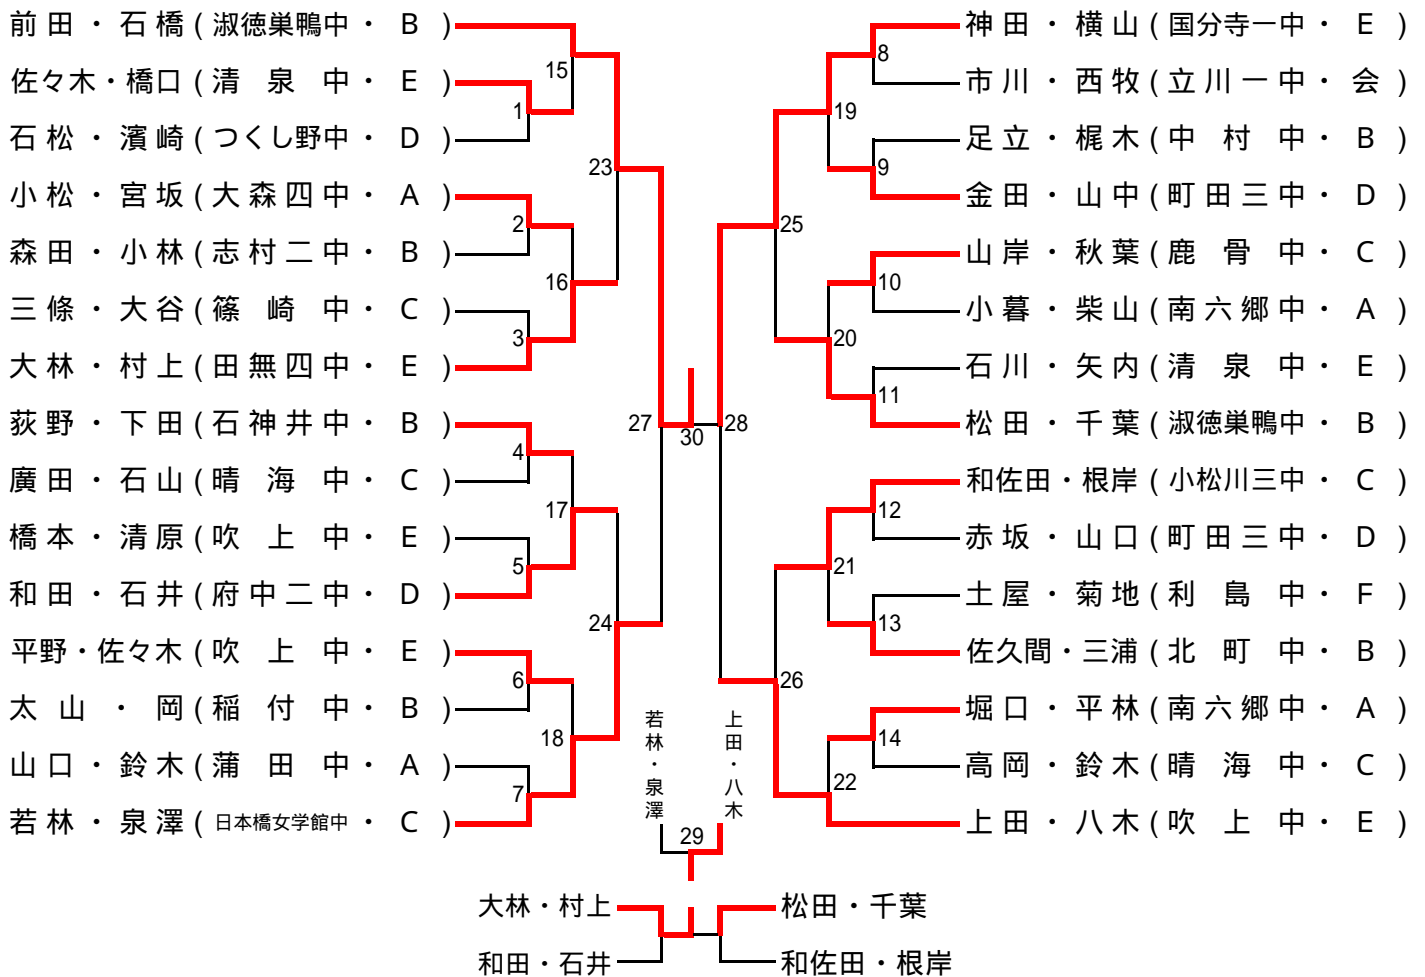 前田・石橋(淑徳巣鴨中・B)
佐々木・橋口(清泉中・E)
石松・濱崎(つくし野中・D)
小松・宮坂(大森四中・A)
森田・小林(志村二中・B)
三條・大谷(篠崎中・C)
大林・村上(田無四中・E)
荻野・下田(石神井中・B)
廣田・石山(晴海中・C)
橋本・清原(吹上中・E)
和田・石井(府中二中・D)
平野・佐々木(吹上中・E)
太山・岡(稲付中・B)
山口・鈴木(蒲田中・A)
若林・泉澤(日本橋女学館中・C)
15
1
2
16
3
4
17
5
6
18
7
23
24
27
30
28
25
26
19
20
21
22
8
9
10
11
12
13
14
神田・横山(国分寺一中・E)
市川・西牧(立川一中・会)
足立・梶木(中村中・B)
金田・山中(町田三中・D)
山岸・秋葉(鹿骨中・C)
小暮・柴山(南六郷中・A)
石川・矢内(清泉中・E)
松田・千葉(淑徳巣鴨中・B)
和佐田・根岸(小松川三中・C)
赤坂・山口(町田三中・D)
土屋・菊地(利島中・F)
佐久間・三浦(北町中・B)
堀口・平林(南六郷中・A)
高岡・鈴木(晴海中・C)
上田・八木(吹上中・E)
若林・泉澤
上田・八木
29
大林・村上
和田・石井
松田・千葉
和佐田・根岸